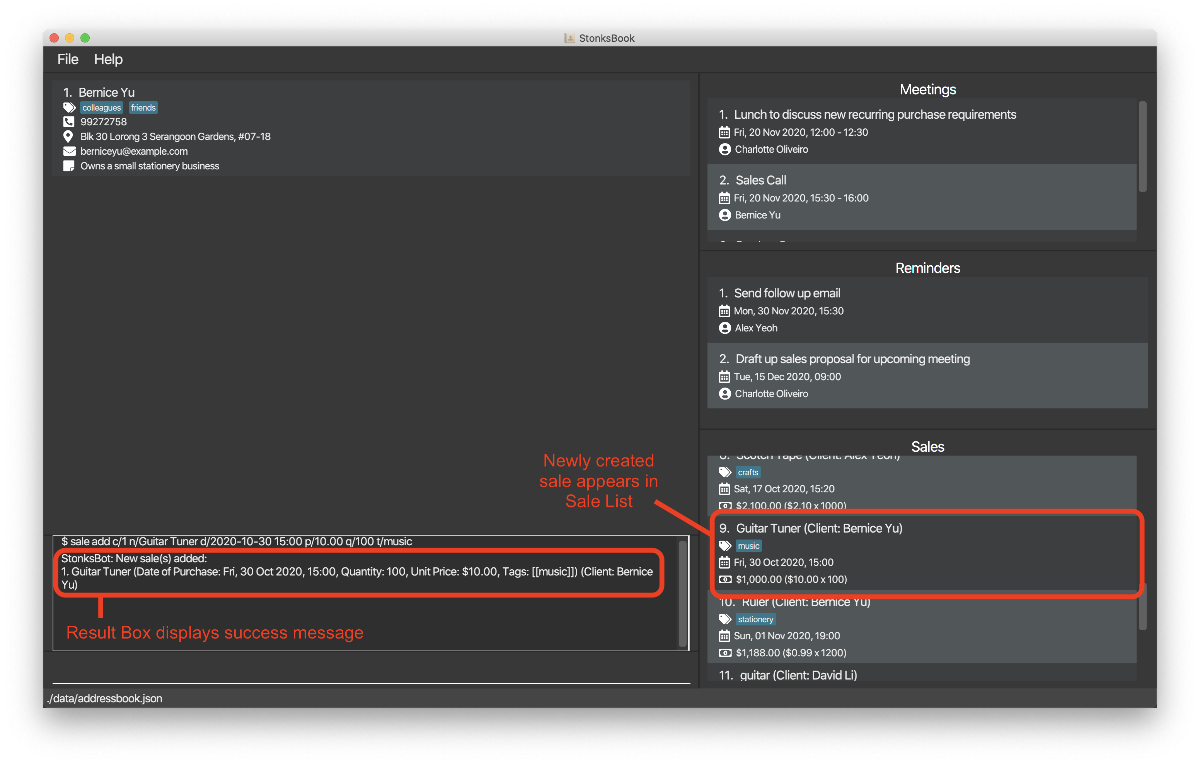 StonksBook
File Help
1. Bernice Yu
colleagues friends
99272758
Blk 30 Lorong 3 Serangoon Gardens, #07-18
berniceyu@example.com
Owns a small stationery business
$ sale add c/1 n/Guitar Tuner d/2020-10-30 15:00 p/10.00 q/100 t/music
StonksBot: New sale(s) added:
1. Guitar Tuner (Date of Purchase: Fri, 30 Oct 2020, 15:00, Quantity: 100, Unit Price: $10.00, Tags: [[music]]) (Client: Bernice
Yu)
Result Box displays success message
Newly created
sale appears in
Sale List
Meetings
1. Lunch to discuss new recurring purchase requirements
Fri, 20 Nov 2020, 12:00 - 12:30
Charlotte Oliveiro
2. Sales Call
Fri, 20 Nov 2020, 15:30 - 16:00
Bernice Yu
Reminders
1. Send follow up email
Mon, 30 Nov 2020, 15:30
Alex Yeoh
2. Draft up sales proposal for upcoming meeting
Tue, 15 Dec 2020, 09:00
Charlotte Oliveiro
Sales
8. Scotch Tape (Client: Alex Yeoh)
crafts
Sat, 17 Oct 2020, 15:20
$2,100.00 ($2.10 x 1000)
9. Guitar Tuner (Client: Bernice Yu)
music
Fri, 30 Oct 2020, 15:00
$1,000.00 ($10.00 x 100)
10. Ruler (Client: Bernice Yu)
stationery
Sun, 01 Nov 2020, 19:00
$1,188.00 ($0.99 x 1200)
11. guitar (Client: David Li)
./data/addressbook.json